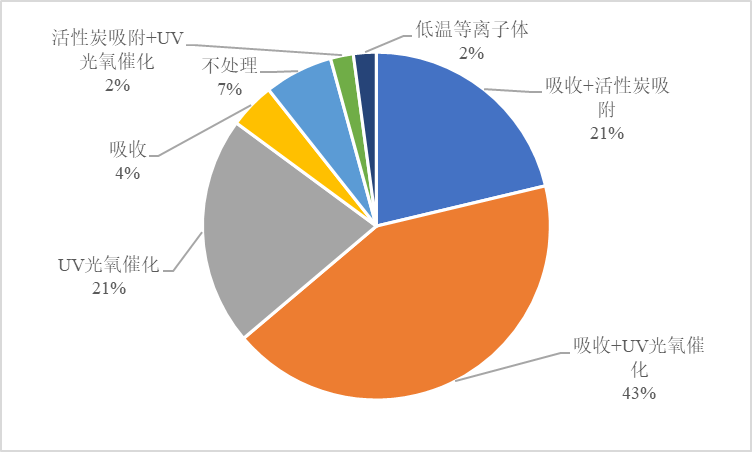 活性炭吸附+UV
光氧催化
2%
低温等离子体
2%
不处理
7%
吸收+活性炭吸
附
21%
吸收
4%
UV光氧催化
21%
吸收+UV光氧催
化
43%